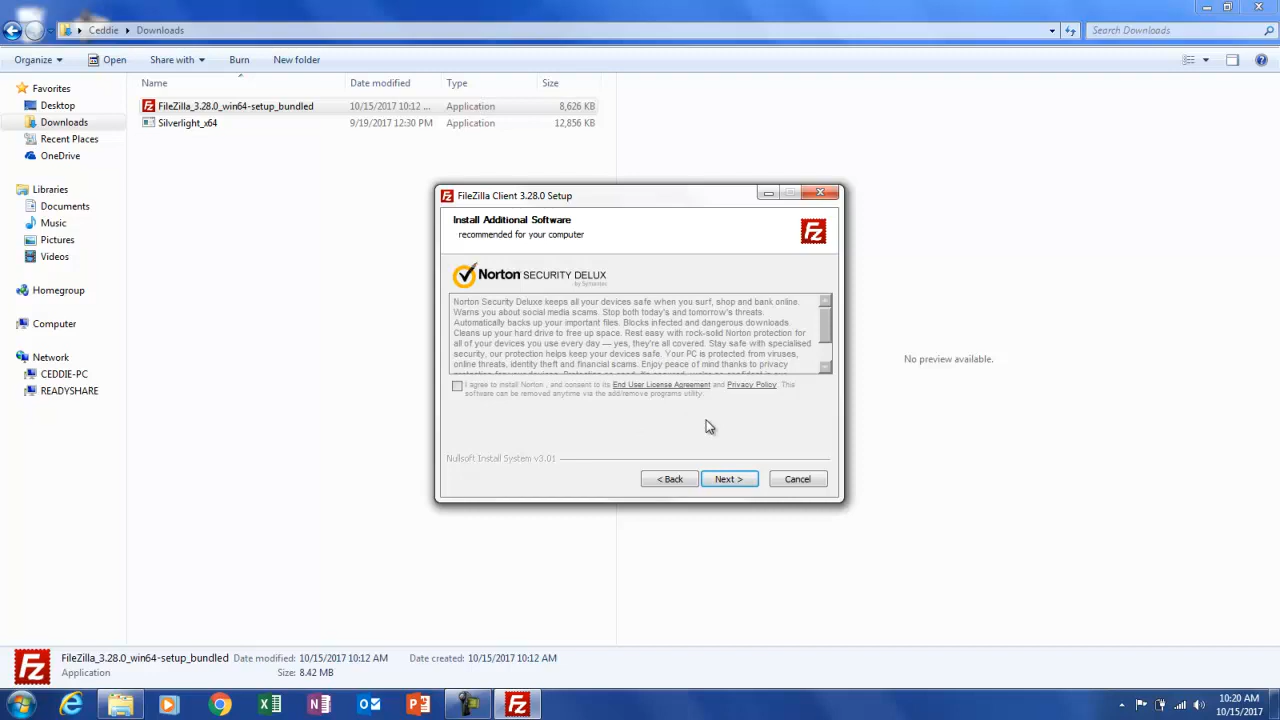 Ceddie
Downloads
Search Downloads
Organize
Open
Share with
Burn
New folder
Favorites
Desktop
Downloads
Recent Places
OneDrive
Libraries
Documents
Music
Pictures
Videos
Homegroup
Computer
Network
CEDDIE-PC
READYSHARE
Name
Date modified
Type
Size
FileZilla_3.28.0_win64-setup_bundled
10/15/2017 10:12 ...
Application
8,626 KB
Silverlight_x64
9/19/2017 12:30 PM
Application
12,856 KB
FileZilla Client 3.28.0 Setup
Install Additional Software
recommended for your computer
Fz
Norton SECURITY DELUX
by Symantec
Norton Security Deluxe keeps all your devices safe when you surf, shop and bank online.
Warns you about social media scams. Stop both today's and tomorrow's threats.
Automatically backs up your important files. Blocks infected and dangerous downloads.
Cleans up your hard drive to free up space. Rest easy with rock-solid Norton protection for
all of your devices you use every day — yes, they're all covered. Stay safe with specialised
security, our protection helps keep your devices safe. Your PC is protected from viruses,
online threats, identity theft and financial scams. Enjoy peace of mind thanks to privacy
I agree to install Norton , and consent to its End User License Agreement and Privacy Policy .This
software can be removed anytime via the add/remove programs utility.
Nullsoft Install System v3.01
< Back
Next >
Cancel
No preview available.
Fz
FileZilla_3.28.0_win64-setup_bundled
Date modified: 10/15/2017 10:12 AM
Date created: 10/15/2017 10:12 AM
Application
Size: 8.42 MB
10:20 AM
10/15/2017